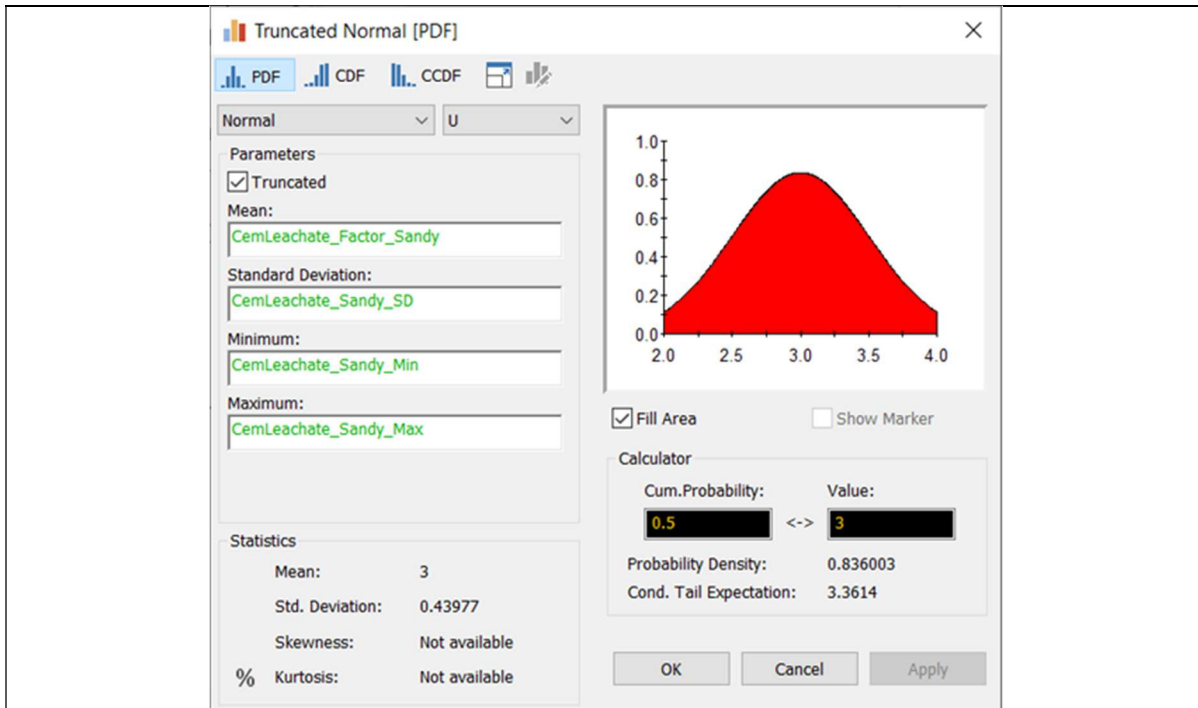 Truncated Normal [PDF]
PDF CDF CCDF
Normal U
Parameters
Truncated
Mean:
CemLeachate_Factor_Sandy
Standard Deviation:
CemLeachate_Sandy_SD
Minimum:
CemLeachate_Sandy_Min
Maximum:
CemLeachate_Sandy_Max
Statistics
Mean: 3
Std. Deviation: 0.43977
Skewness: Not available
% Kurtosis: Not available
1.0
0.8
0.6
0.4
0.2
0.0
2.0 2.5 3.0 3.5 4.0
Fill Area Show Marker
Calculator
Cum.Probability: Value:
0.5 <-> 3
Probability Density: 0.836003
Cond. Tail Expectation: 3.3614
OK Cancel Apply